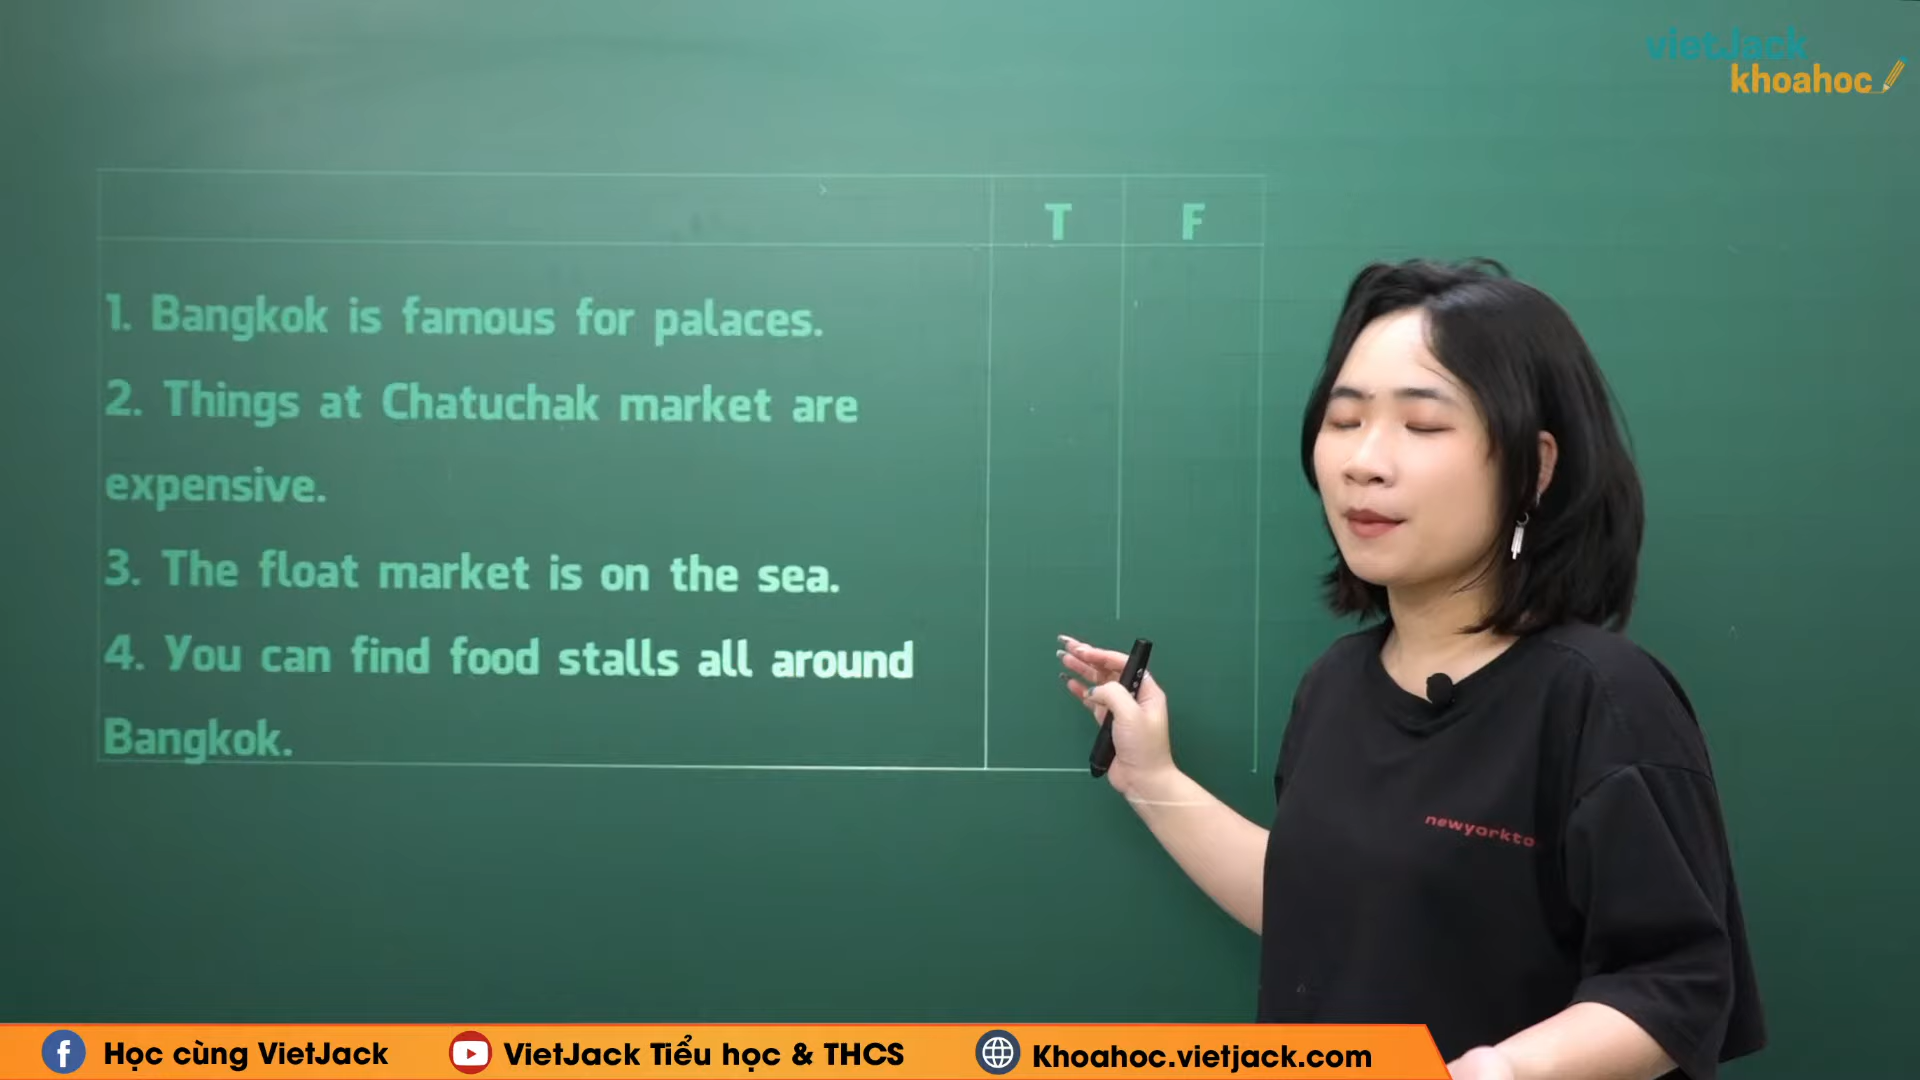 vietJack
khoahoc
T F
1. Bangkok is famous for palaces.
2. Things at Chatuchak market are
expensive.
3. The float market is on the sea.
4. You can find food stalls all around
Bangkok.
newyorkto
Học cùng VietJack
VietJack Tiểu học & THCS
Khoahoc.vietjack.com